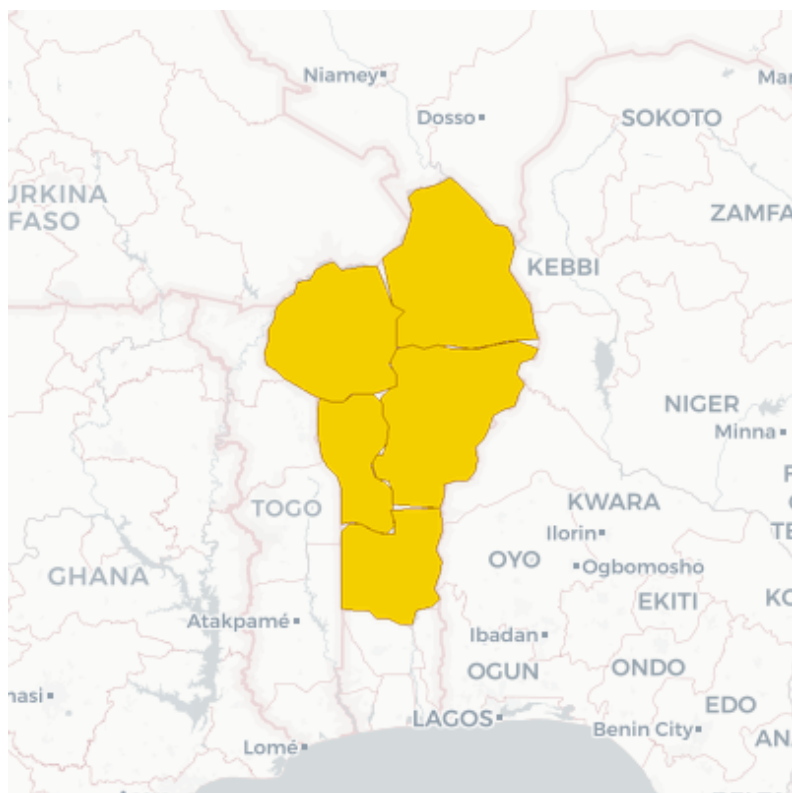 Niamey
Mar
Dosso
SOKOTO
URKINA
FASO
ZAMFA
KEBBI
NIGER
Minna
TOGO
KWARA
Ilorin
TE
OYO
Ogbomosho
GHANA
EKITI
KO
Atakpamé
Ibadan
OGUN
ONDO
nasi
EDO
LAGOS
Benin City
AN
Lomé